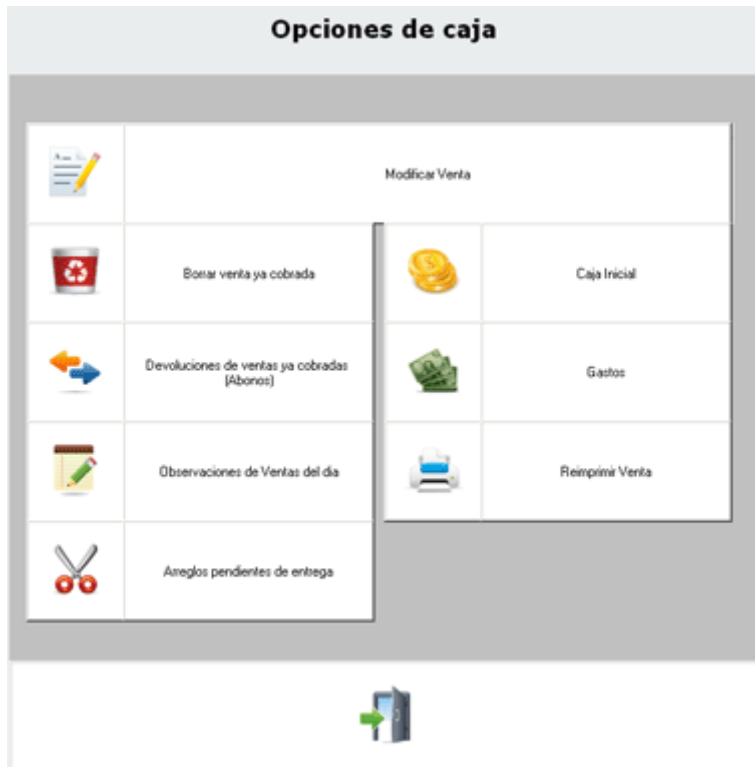 Opciones de caja
Modificar Venta
Borrar venta ya cobrada
Caja Inicial
Devoluciones de ventas ya cobradas
(Abonos)
Gastos
Observaciones de Ventas del dia
Reimprimir Venta
Arreglos pendientes de entrega